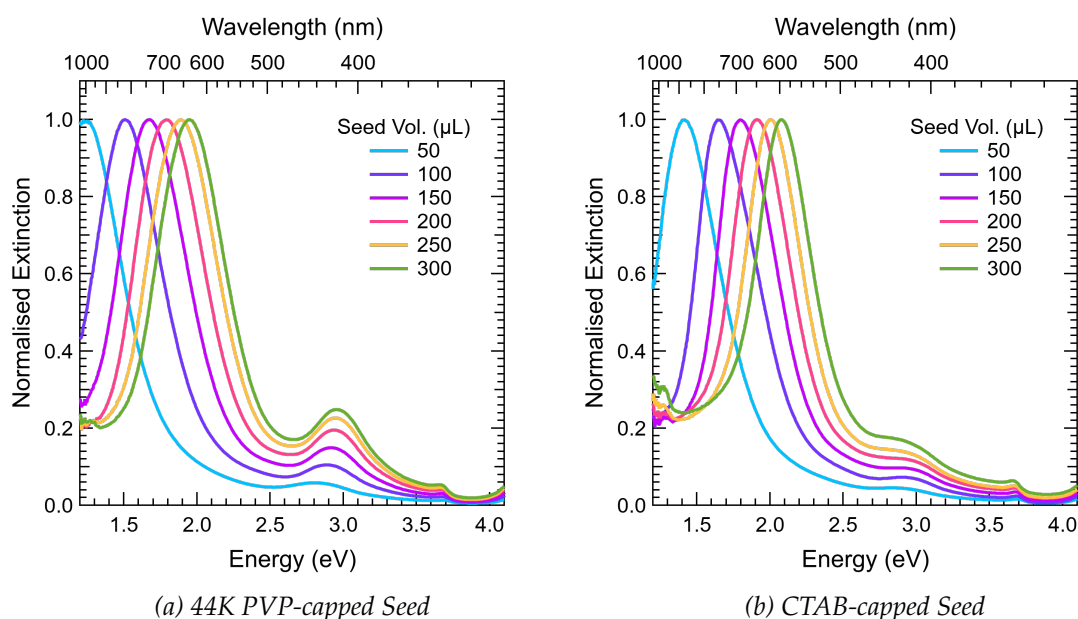 Wavelength (nm)
1000 700 600 500 400
1.0
0.8
0.6
0.4
0.2
0.0
Normalised Extinction
Seed Vol. (µL)
50
100
150
200
250
300
1.5 2.0 2.5 3.0 3.5 4.0
Energy (eV)
(a) 44K PVP-capped Seed
Wavelength (nm)
1000 700 600 500 400
1.0
0.8
0.6
0.4
0.2
0.0
Normalised Extinction
Seed Vol. (µL)
50
100
150
200
250
300
1.5 2.0 2.5 3.0 3.5 4.0
Energy (eV)
(b) CTAB-capped Seed